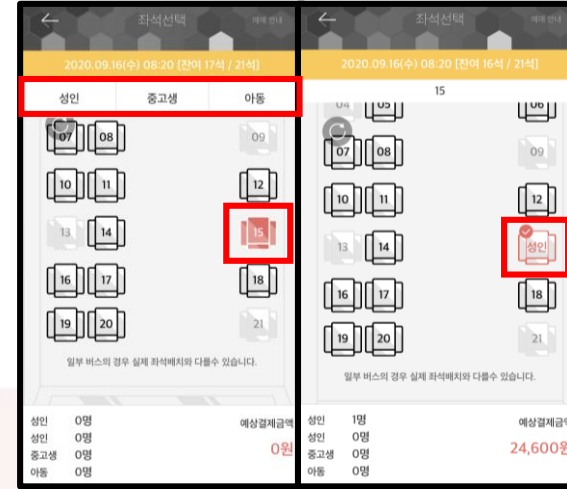 좌석선택
예매 안내
2020.09.16(수) 08:20 [잔여 17석 / 21석]
성인 중고생 아동
07 08 09
10 11 12
13 14 15
16 17 18
19 20 21
일부 버스의 경우 실제 좌석배치와 다를수 있습니다.
성인 0명 예상결제금액
성인 0명
중고생 0명 0원
아동 0명
좌석선택
예매 안내
2020.09.16(수) 08:20 [잔여 16석 / 21석]
15
04 05 06
07 08 09
10 11 12
13 14 성인
16 17 18
19 20 21
일부 버스의 경우 실제 좌석배치와 다를수 있습니다.
성인 1명 예상결제금
성인 0명
중고생 0명 24,600원
아동 0명